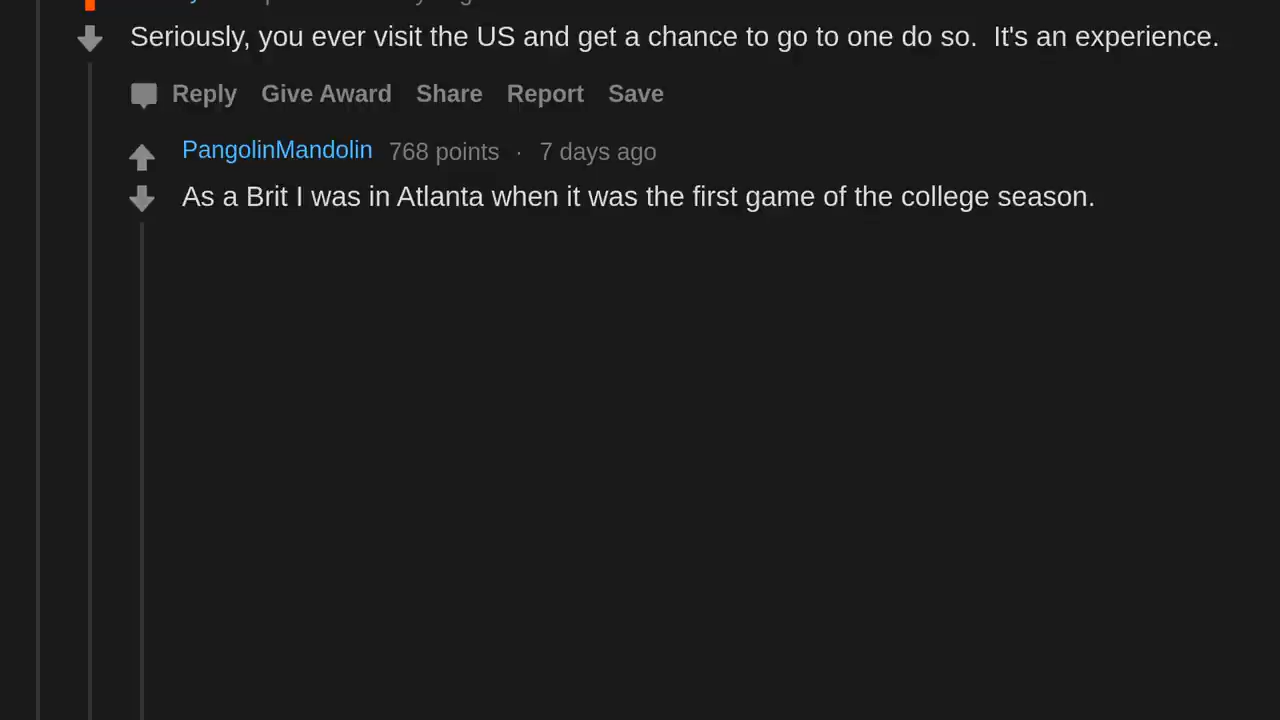 Seriously, you ever visit the US and get a chance to go to one do so.  It's an experience.
Reply Give Award Share Report Save
PangolinMandolin 768 points · 7 days ago
As a Brit I was in Atlanta when it was the first game of the college season.